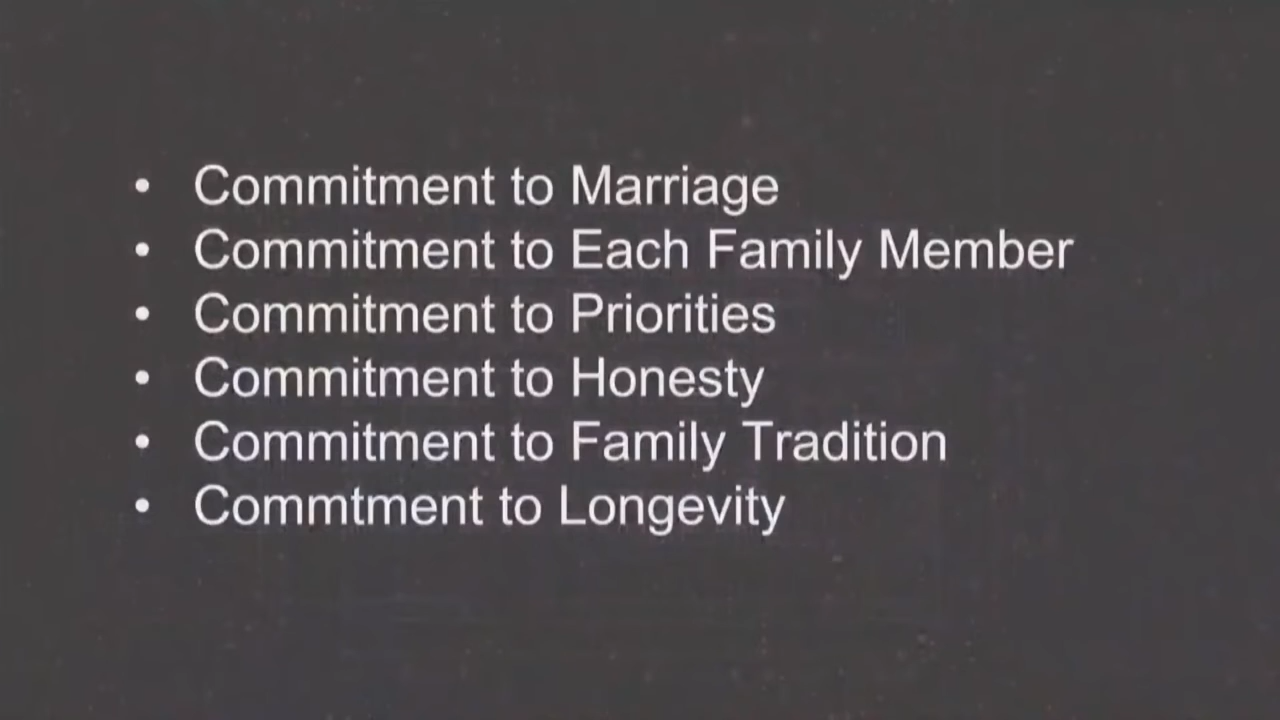 • Commitment to Marriage
• Commitment to Each Family Member
• Commitment to Priorities
• Commitment to Honesty
• Commitment to Family Tradition
• Commtment to Longevity